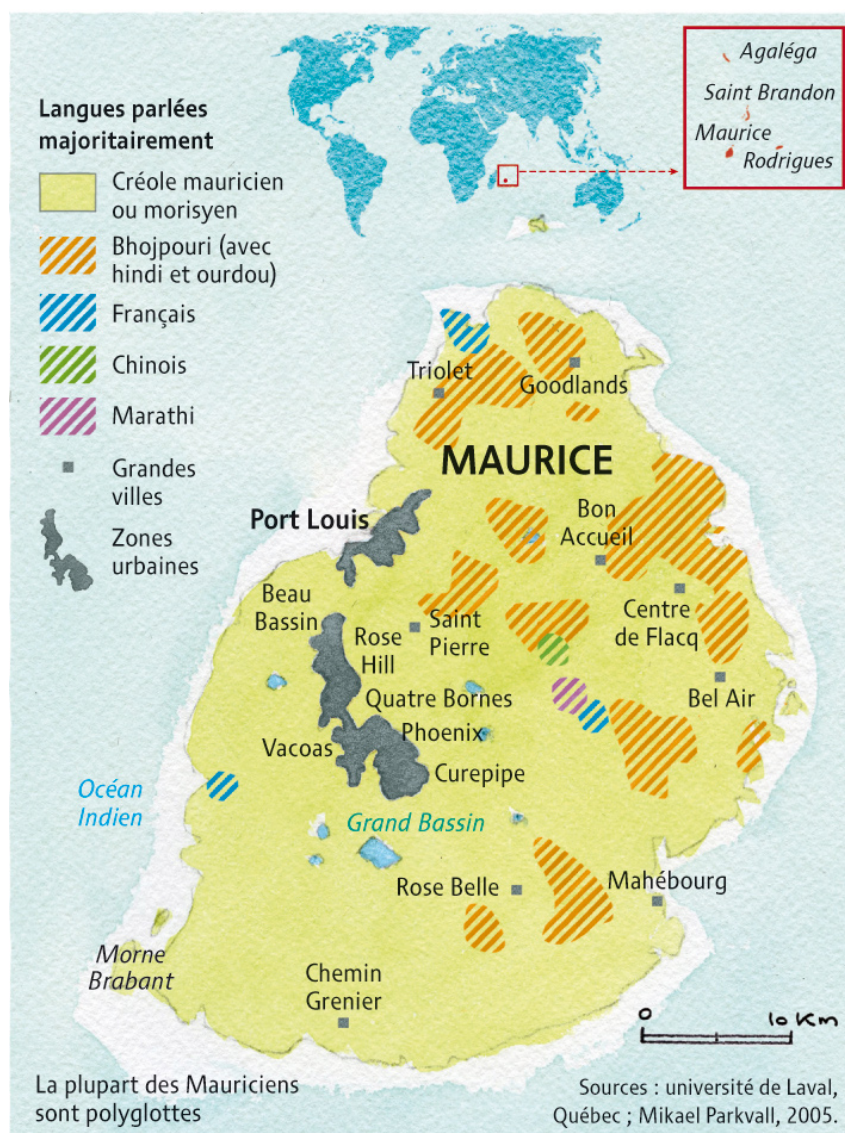 Agaléga
Saint Brandon
Maurice
Rodrigues
Langues parlées
majoritairement
Créole mauricien
ou morisyen
Bhojpouri (avec
hindi et ourdou)
Français
Chinois
Marathi
Grandes
villes
Zones
urbaines
Triolet
Goodlands
MAURICE
Port Louis
Bon
Accueil
Beau
Bassin
Rose
Hill
Saint
Pierre
Centre
de Flacq
Quatre Bornes
Bel Air
Phoenix
Vacoas
Curepipe
Océan
Indien
Grand Bassin
Rose Belle
Mahébourg
Morne
Brabant
Chemin
Grenier
0 10 Km
La plupart des Mauriciens
sont polyglottes
Sources : université de Laval,
Québec ; Mikael Parkvall, 2005.